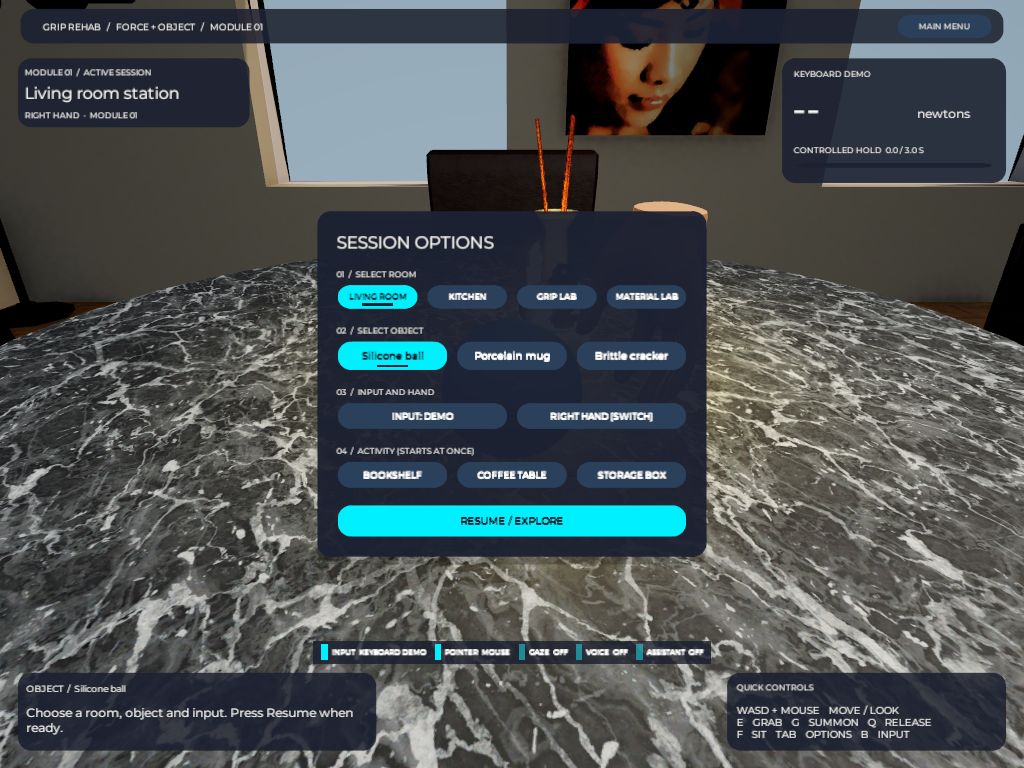 GRIP REHAB / FORCE + OBJECT / MODULE 01
MAIN MENU
MODULE 01 / ACTIVE SESSION
Living room station
RIGHT HAND - MODULE 01
KEYBOARD DEMO
-- newtons
CONTROLLED HOLD 0.0 / 3.0 S
SESSION OPTIONS
01 / SELECT ROOM
LIVING ROOM KITCHEN GRIP LAB MATERIAL LAB
02 / SELECT OBJECT
Silicone ball Porcelain mug Brittle cracker
03 / INPUT AND HAND
INPUT: DEMO RIGHT HAND (SWITCH)
04 / ACTIVITY (STARTS AT ONCE)
BOOKSHELF COFFEE TABLE STORAGE BOX
RESUME / EXPLORE
INPUT KEYBOARD DEMO POINTER MOUSE GAZE OFF VOICE OFF ASSISTANT OFF
OBJECT / Silicone ball
Choose a room, object and input. Press Resume when
ready.
QUICK CONTROLS
WASD + MOUSE MOVE / LOOK
E GRAB G SUMMON Q RELEASE
F SIT TAB OPTIONS B INPUT